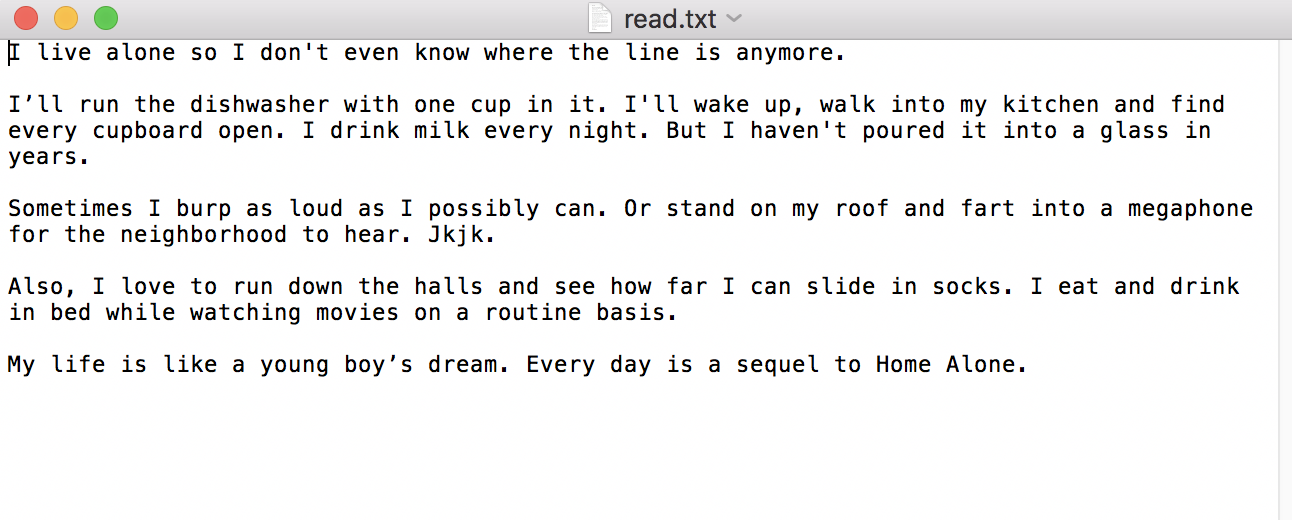 read.txt
I live alone so I don't even know where the line is anymore.
I’ll run the dishwasher with one cup in it. I'll wake up, walk into my kitchen and find
every cupboard open. I drink milk every night. But I haven't poured it into a glass in
years.
Sometimes I burp as loud as I possibly can. Or stand on my roof and fart into a megaphone
for the neighborhood to hear. Jkjk.
Also, I love to run down the halls and see how far I can slide in socks. I eat and drink
in bed while watching movies on a routine basis.
My life is like a young boy’s dream. Every day is a sequel to Home Alone.